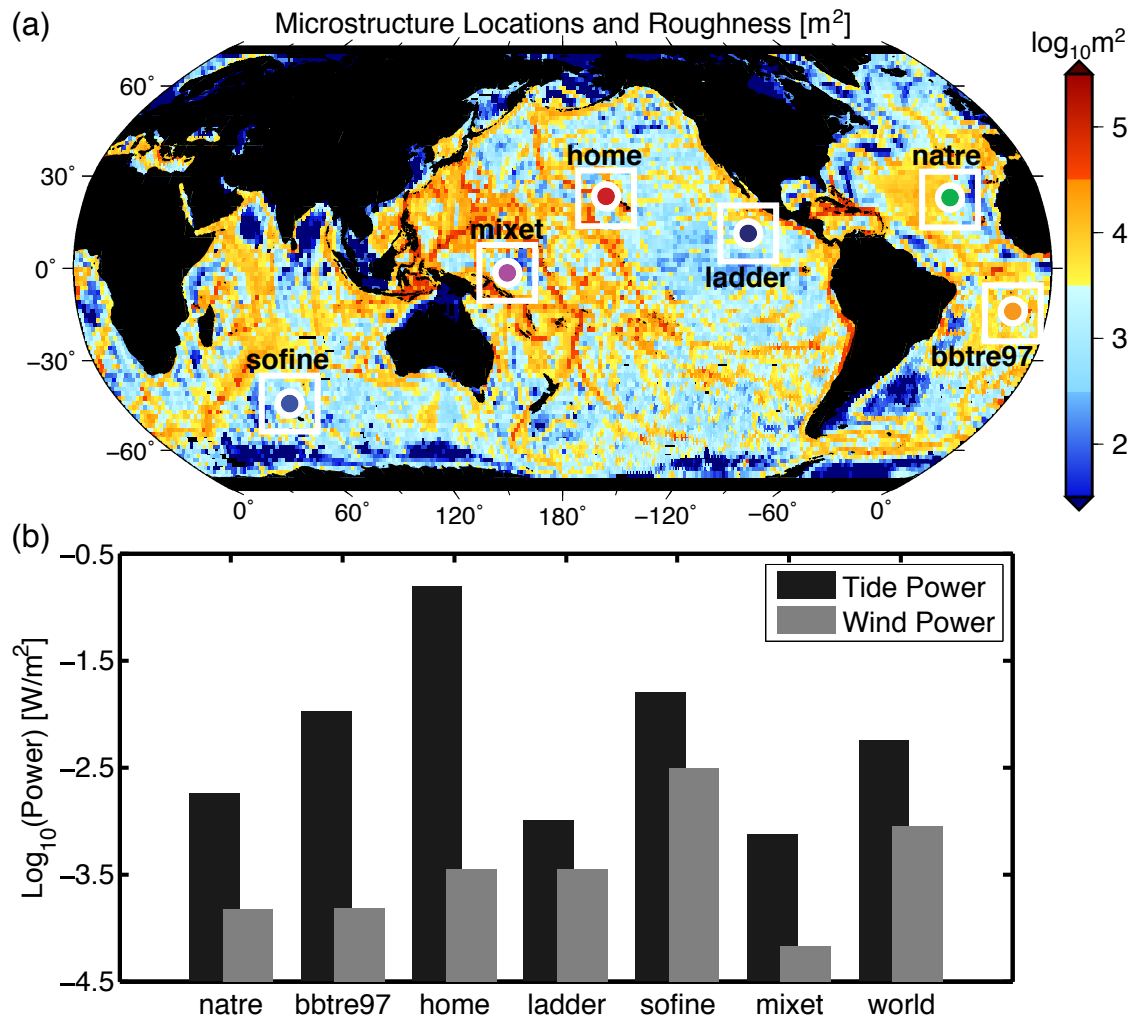 (a)
Microstructure Locations and Roughness [m²]
log₁₀m²
60°
30°
0°
−30°
−60°
home
natre
mixet
ladder
sofine
bbtre97
5
4
3
2
0°
60°
120°
180°
−120°
−60°
0°
(b)
−0.5
−1.5
−2.5
−3.5
−4.5
Log₁₀(Power) [W/m²]
Tide Power
Wind Power
natre
bbtre97
home
ladder
sofine
mixet
world